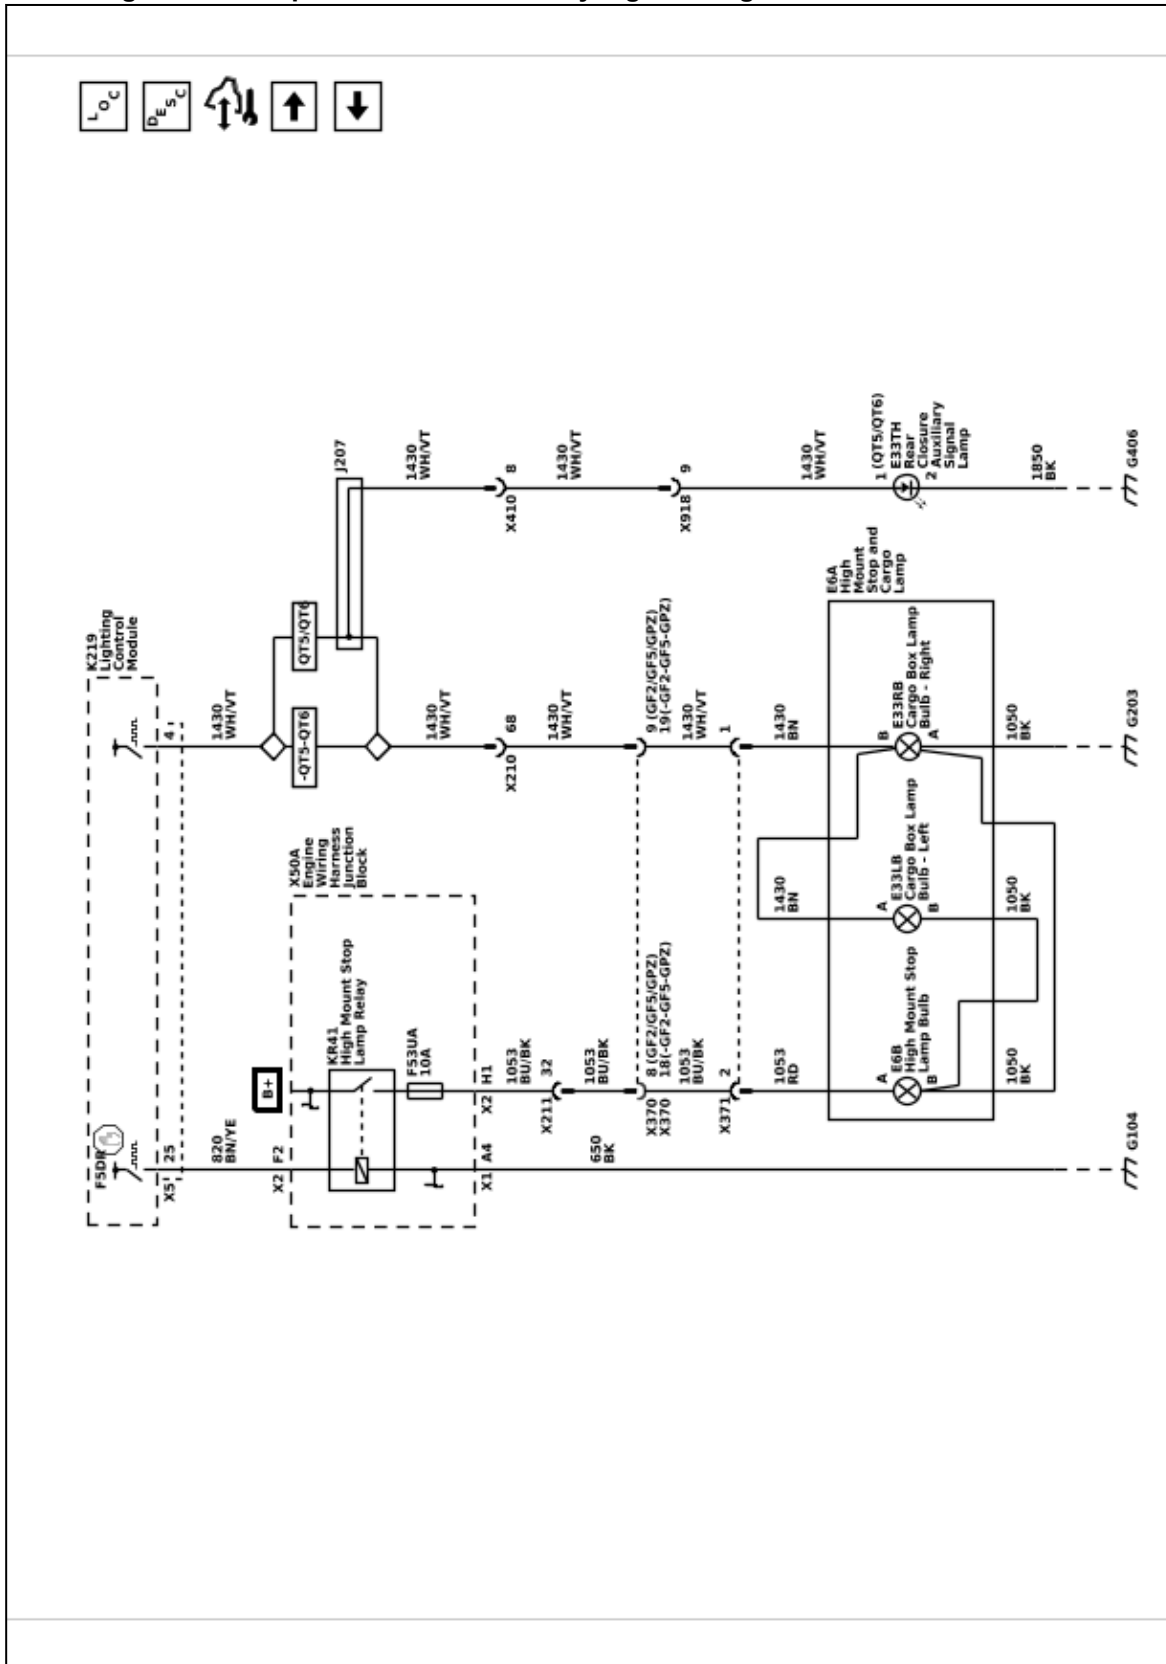 LOC
DESC
K219
Lighting
Control
Module
F5DR
X5
25
4
820
BN/YE
1430
WH/VT
-QT5-QT6
QT5/QT6
J207
X50A
Engine
Wiring
Harness
Junction
Block
B+
X2
F2
KR41
High Mount Stop
Lamp Relay
F53UA
10A
X1
A4
X2
H1
1430
WH/VT
1430
WH/VT
X210
68
X410
8
1053
BU/BK
X211
32
1053
BU/BK
650
BK
1430
WH/VT
1430
WH/VT
X370
X370
8 (GF2/GF5/GPZ)
18(-GF2-GF5-GPZ)
9 (GF2/GF5/GPZ)
19(-GF2-GF5-GPZ)
X918
9
1053
BU/BK
1430
WH/VT
X371
2
1
1053
RD
1430
BN
1430
BN
1430
WH/VT
E6A
High
Mount
Stop and
Cargo
Lamp
A
E6B
High Mount Stop
Lamp Bulb
B
A
E33LB
Cargo Box Lamp
Bulb - Left
B
B
E33RB
Cargo Box Lamp
Bulb - Right
A
1 (QT5/QT6)
E33TH
Rear
Closure
Auxiliary
Signal
Lamp
2
1050
BK
1050
BK
1050
BK
1850
BK
G104
G203
G406